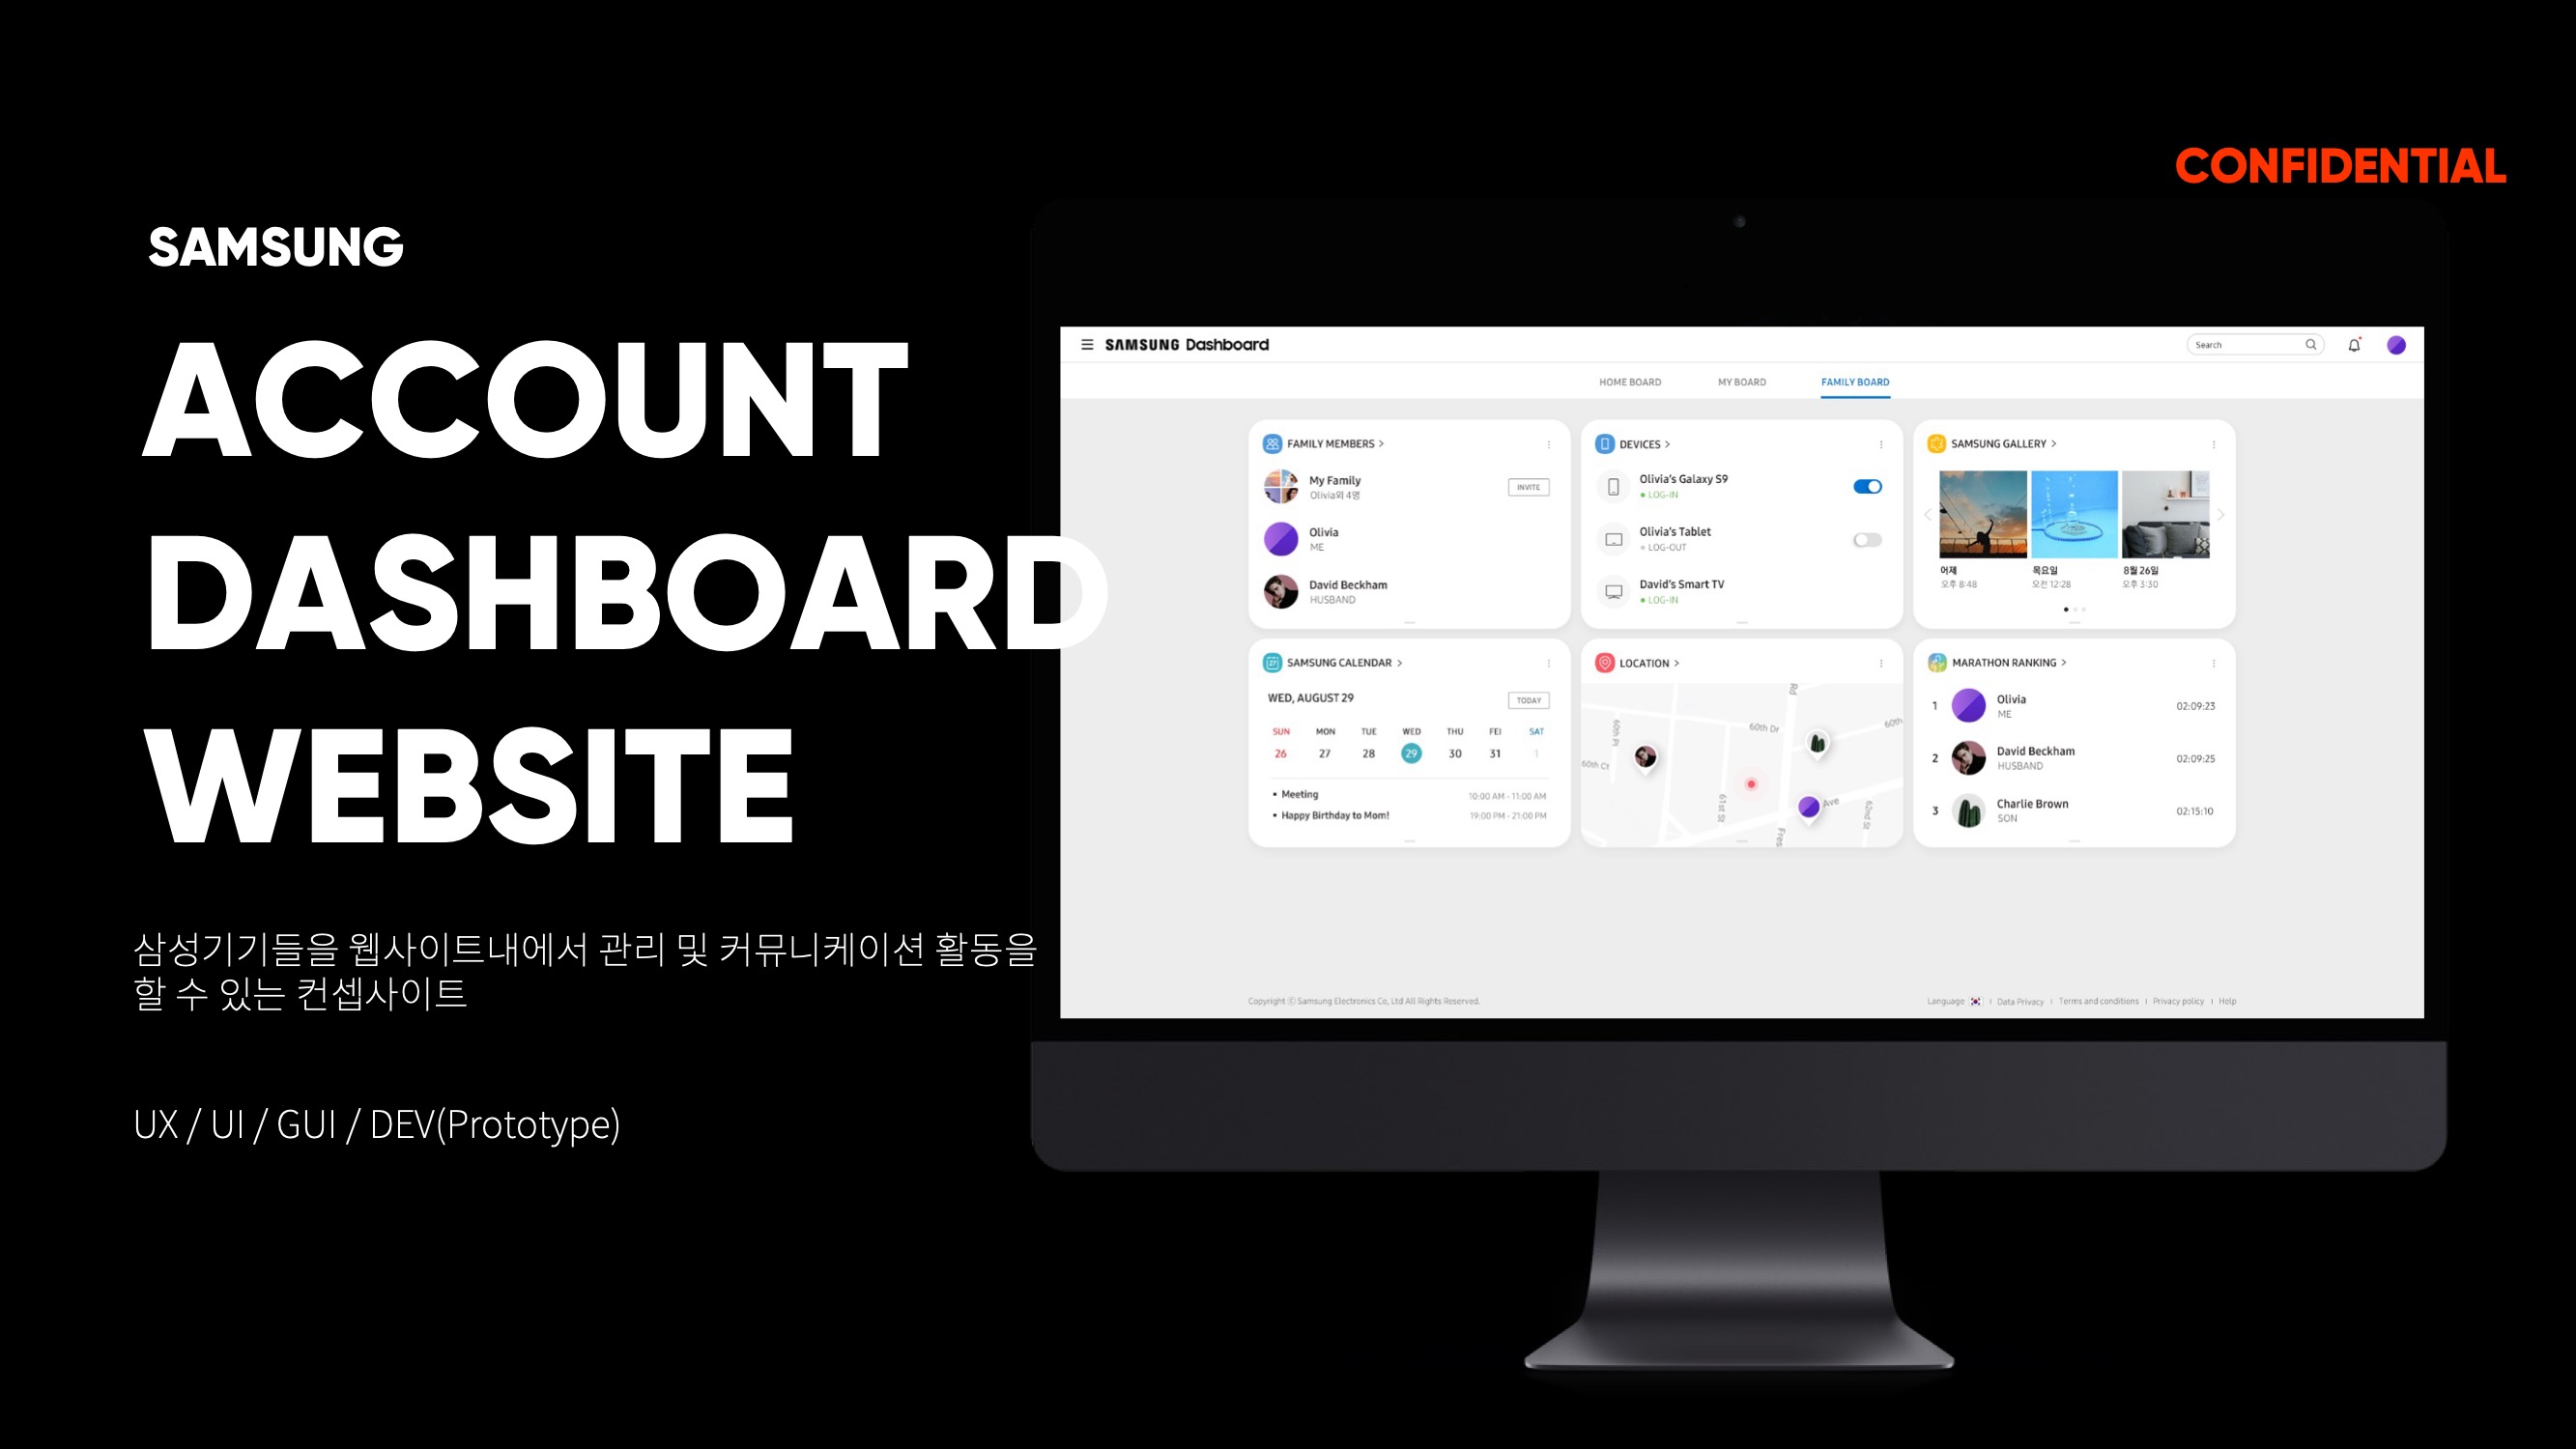 CONFIDENTIAL
SAMSUNG
ACCOUNT
DASHBOARD
WEBSITE
삼성기기들을 웹사이트내에서 관리 및 커뮤니케이션 활동을
할 수 있는 컨셉사이트
UX / UI / GUI / DEV(Prototype)
SAMSUNG Dashboard
Search
HOME BOARD
MY BOARD
FAMILY BOARD
FAMILY MEMBERS >
My Family
Olivia외 4명
INVITE
Olivia
ME
David Beckham
HUSBAND
DEVICES >
Olivia's Galaxy S9
LOG-IN
Olivia's Tablet
LOG-OUT
David's Smart TV
LOG-IN
SAMSUNG GALLERY >
어제
오후 8:48
목요일
오전 12:28
8월 26일
오후 3:30
27
SAMSUNG CALENDAR >
WED, AUGUST 29
TODAY
SUN MON TUE WED THU FEI SAT
26 27 28 29 30 31 1
• Meeting 10:00 AM - 11:00 AM
• Happy Birthday to Mom! 19:00 PM - 21:00 PM
LOCATION >
Rd
60th Pl
60th Dr
60th
60th Ct
61st St
Ave
62nd St
Fres
MARATHON RANKING >
1 Olivia 02:09:23
ME
2 David Beckham 02:09:25
HUSBAND
3 Charlie Brown 02:15:10
SON
Copyright ⓒ Samsung Electronics Co, Ltd All Rights Reserved.
Language | Data Privacy | Terms and conditions | Privacy policy | Help